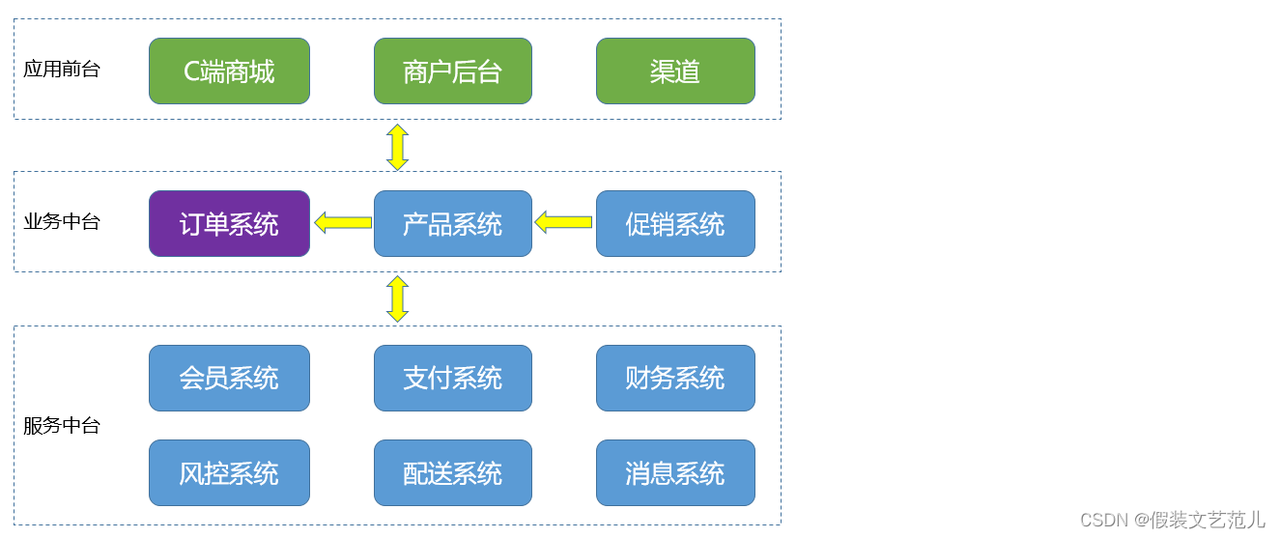 应用前台
C端商城
商户后台
渠道
业务中台
订单系统
产品系统
促销系统
服务中台
会员系统
支付系统
财务系统
风控系统
配送系统
消息系统
CSDN @假装文艺范儿